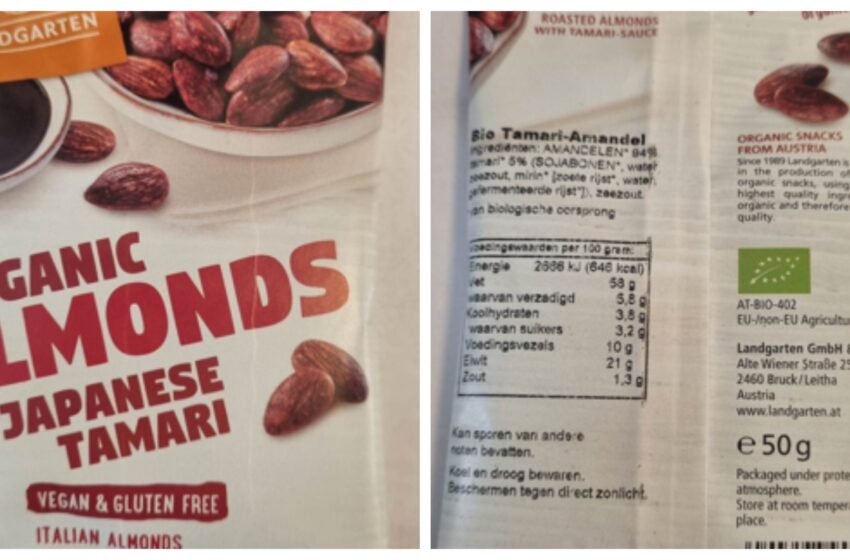 DGARTEN
GANIC
LMONDS
JAPANESE
TAMARI
VEGAN & GLUTEN FREE
ITALIAN ALMONDS
ROASTED ALMONDS
WITH TAMARI-SAUCE
Bio Tamari-Amandel
ingrediënten: AMANDELEN* 94%
tamari* 5% (SOJABONEN*, water
zeezout, mirin* [zoete rijst*, water,
gefermenteerde rijst*]), zeezout.
van biologische oorsprong
Voedingswaarden per 100 gram:
Energie 2666 kJ (646 kcal)
Vet 58 g
waarvan verzadigd 5,8 g
Koolhydraten 3,8 g
waarvan suikers 3,2 g
Voedingsvezels 10 g
Eiwit 21 g
Zout 1,3 g
Kan sporen van andere
noten bevatten.
Koel en droog bewaren.
Beschermen tegen direct zonlicht.
ORGANIC SNACKS
FROM AUSTRIA
Since 1989 Landgarten is
in the production of
organic snacks, using
highest quality ingre
organic and therefore
quality.
AT-BIO-402
EU-/non-EU Agricultu
Landgarten GmbH &
Alte Wiener Straße 25
2460 Bruck/Leitha
Austria
www.landgarten.at
e 50 g
Packaged under prote
atmosphere.
Store at room tempera
place.